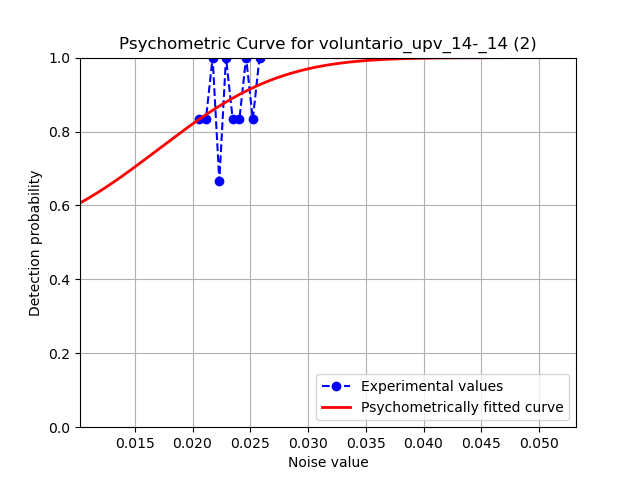 Psychometric Curve for voluntario_upv_14-_14 (2)
1.0
0.8
0.6
0.4
0.2
0.0
Detection probability
Experimental values
Psychometrically fitted curve
0.015 0.020 0.025 0.030 0.035 0.040 0.045 0.050
Noise value